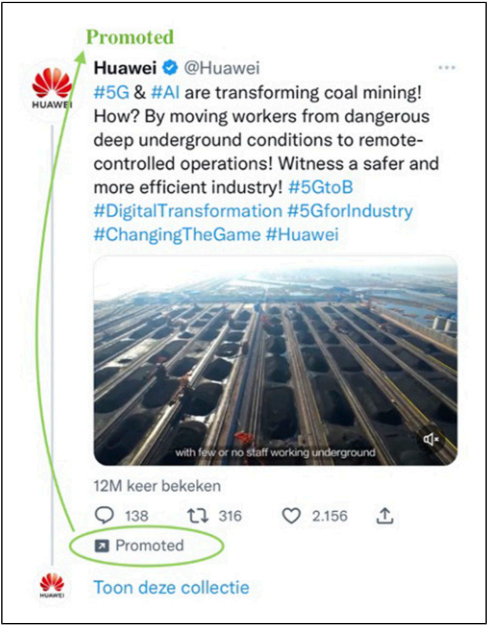 Promoted
Huawei @Huawei
HUAWEI
#5G & #AI are transforming coal mining!
How? By moving workers from dangerous
deep underground conditions to remote-
controlled operations! Witness a safer and
more efficient industry! #5GtoB
#DigitalTransformation #5GforIndustry
#ChangingTheGame #Huawei
with few or no staff working underground
12M keer bekeken
138 316 2.156
Promoted
HUAWEI
Toon deze collectie